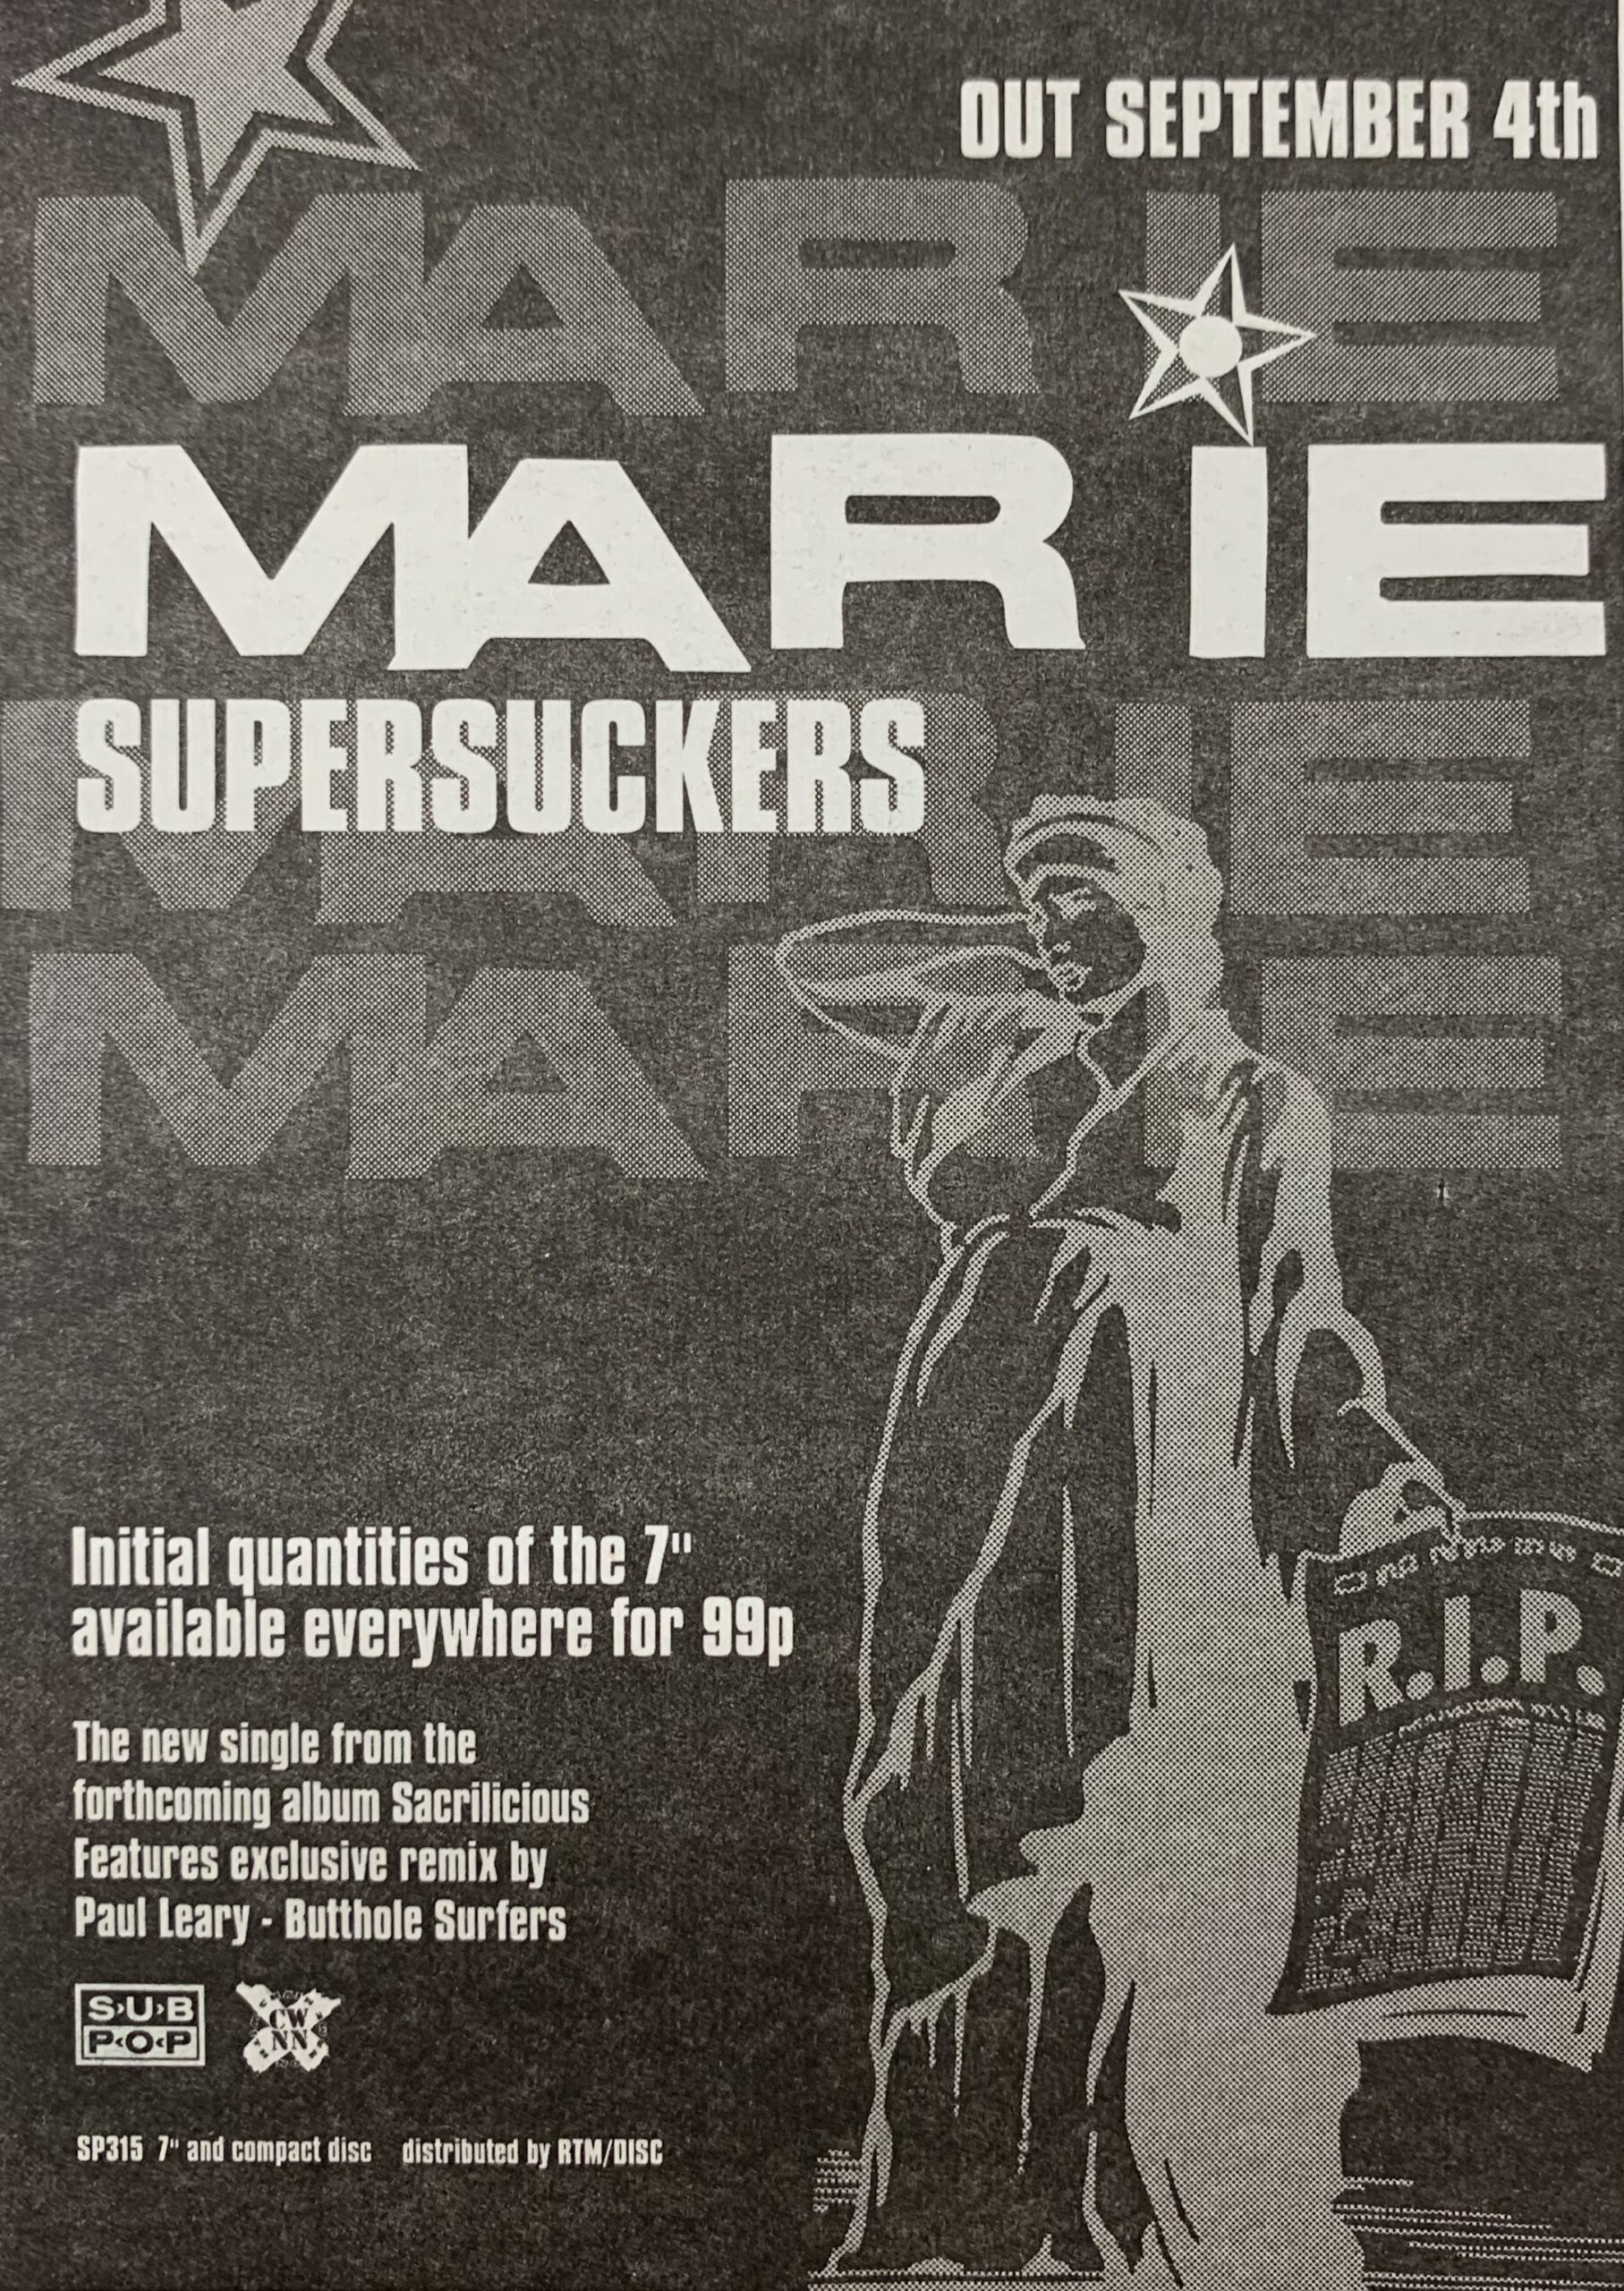 OUT SEPTEMBER 4th
MARIE
MARIE
SUPERSUCKERS
MARIE
MARIE
R.I.P.
Initial quantities of the 7"
available everywhere for 99p
The new single from the
forthcoming album Sacrilicious
Features exclusive remix by
Paul Leary - Butthole Surfers
S›U›B
P‹O‹P
CW
NN
SP315 7" and compact disc distributed by RTM/DISC